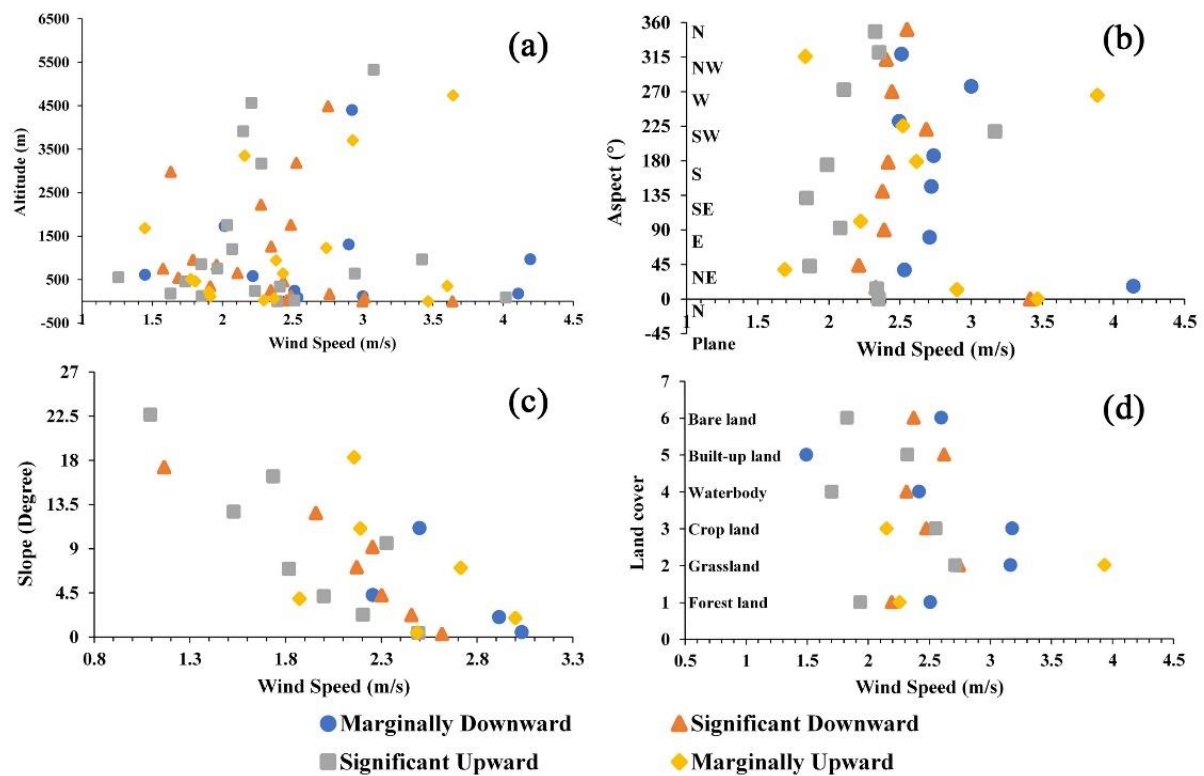 (a)
6500
5500
4500
3500
2500
1500
500
-500
Altitude (m)
1 1.5 2 2.5 3 3.5 4 4.5
Wind Speed (m/s)
(b)
360
315
270
225
180
135
90
45
0
-45
Aspect (°)
N
NW
W
SW
S
SE
E
NE
N
Plane
1 1.5 2 2.5 3 3.5 4 4.5
Wind Speed (m/s)
(c)
27
22.5
18
13.5
9
4.5
0
Slope (Degree)
0.8 1.3 1.8 2.3 2.8 3.3
Wind Speed (m/s)
(d)
7
6
5
4
3
2
1
0
Land cover
Bare land
Built-up land
Waterbody
Crop land
Grassland
Forest land
0.5 1 1.5 2 2.5 3 3.5 4 4.5
Wind Speed (m/s)
Marginally Downward
Significant Downward
Significant Upward
Marginally Upward